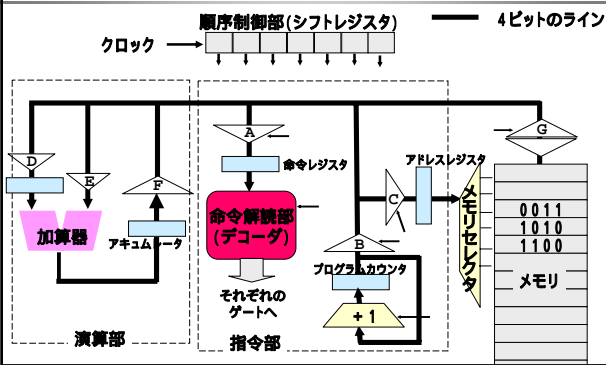 順序制御部(シフトレジスタ)
4ビットのライン
クロック
A
命令レジスタ
命令解読部
(デコーダ)
それぞれの
ゲートへ
指令部
D
E
F
加算器
アキュムレータ
演算部
B
プログラムカウンタ
+1
C
アドレスレジスタ
メモリセレクタ
G
0011
1010
1100
メモリ